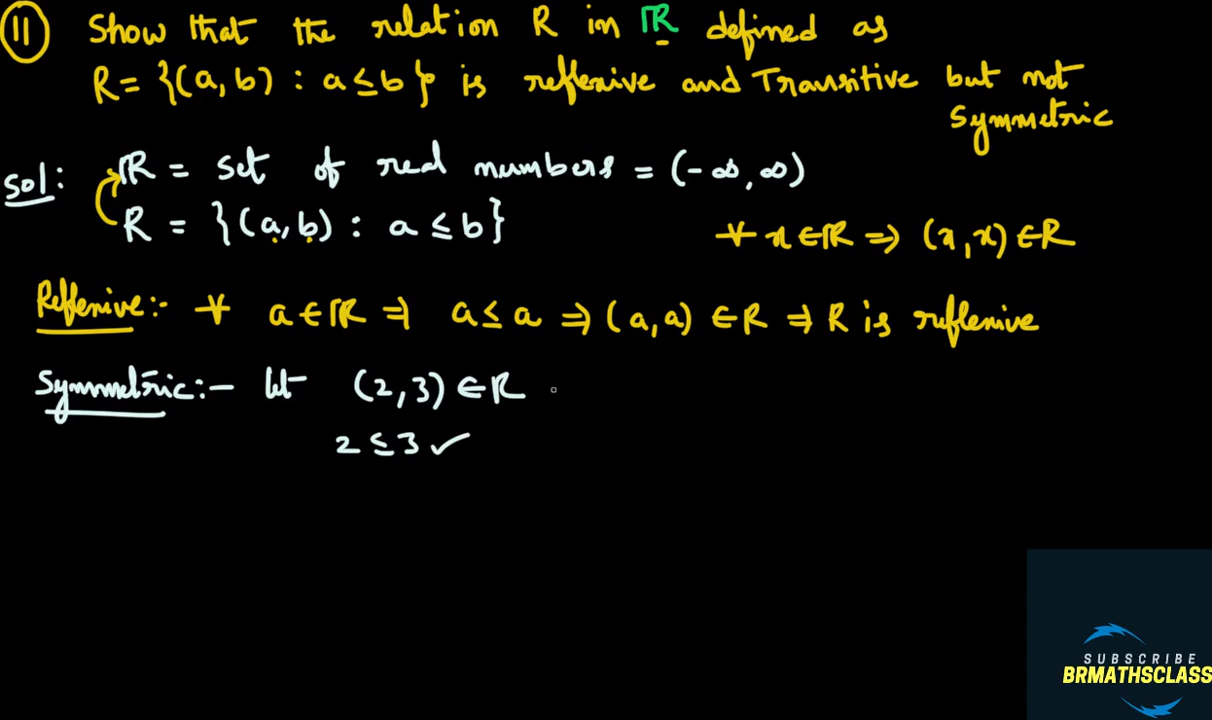 11 Show that the relation R in ℝ defined as
R = {(a, b) : a ≤ b} is reflexive and Transitive but not
Symmetric
Sol: ℝ = set of real numbers = (-∞, ∞)
R = {(a, b) : a ≤ b}
∀ x ∈ ℝ ⇒ (x, x) ∈ R
Reflexive:- ∀ a ∈ ℝ ⇒ a ≤ a ⇒ (a, a) ∈ R ⇒ R is reflexive
Symmetric:- let (2, 3) ∈ R
2 ≤ 3 ✓
SUBSCRIBE
BRMATHSCLASS